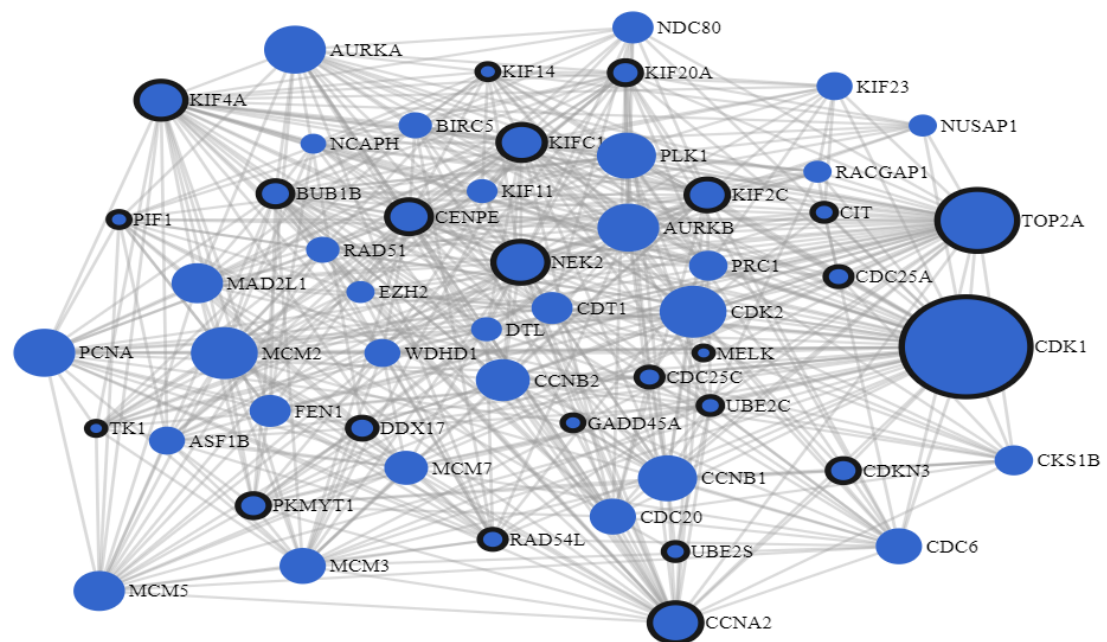 NDC80
AURKA
KIF14
KIF20A
KIF23
KIF4A
BIRC5
NUSAP1
NCAPH
KIFC1
PLK1
RACGAP1
KIF11
BUB1B
KIF2C
CIT
PIF1
CENPE
TOP2A
AURKB
RAD51
NEK2
PRC1
CDC25A
MAD2L1
EZH2
CDT1
CDK2
DTL
CDK1
PCNA
MCM2
WDHD1
MELK
CCNB2
CDC25C
UBE2C
FEN1
GADD45A
TK1
DDX17
ASF1B
CKS1B
MCM7
CDKN3
CCNB1
PKMYT1
CDC20
RAD54L
CDC6
UBE2S
MCM3
MCM5
CCNA2